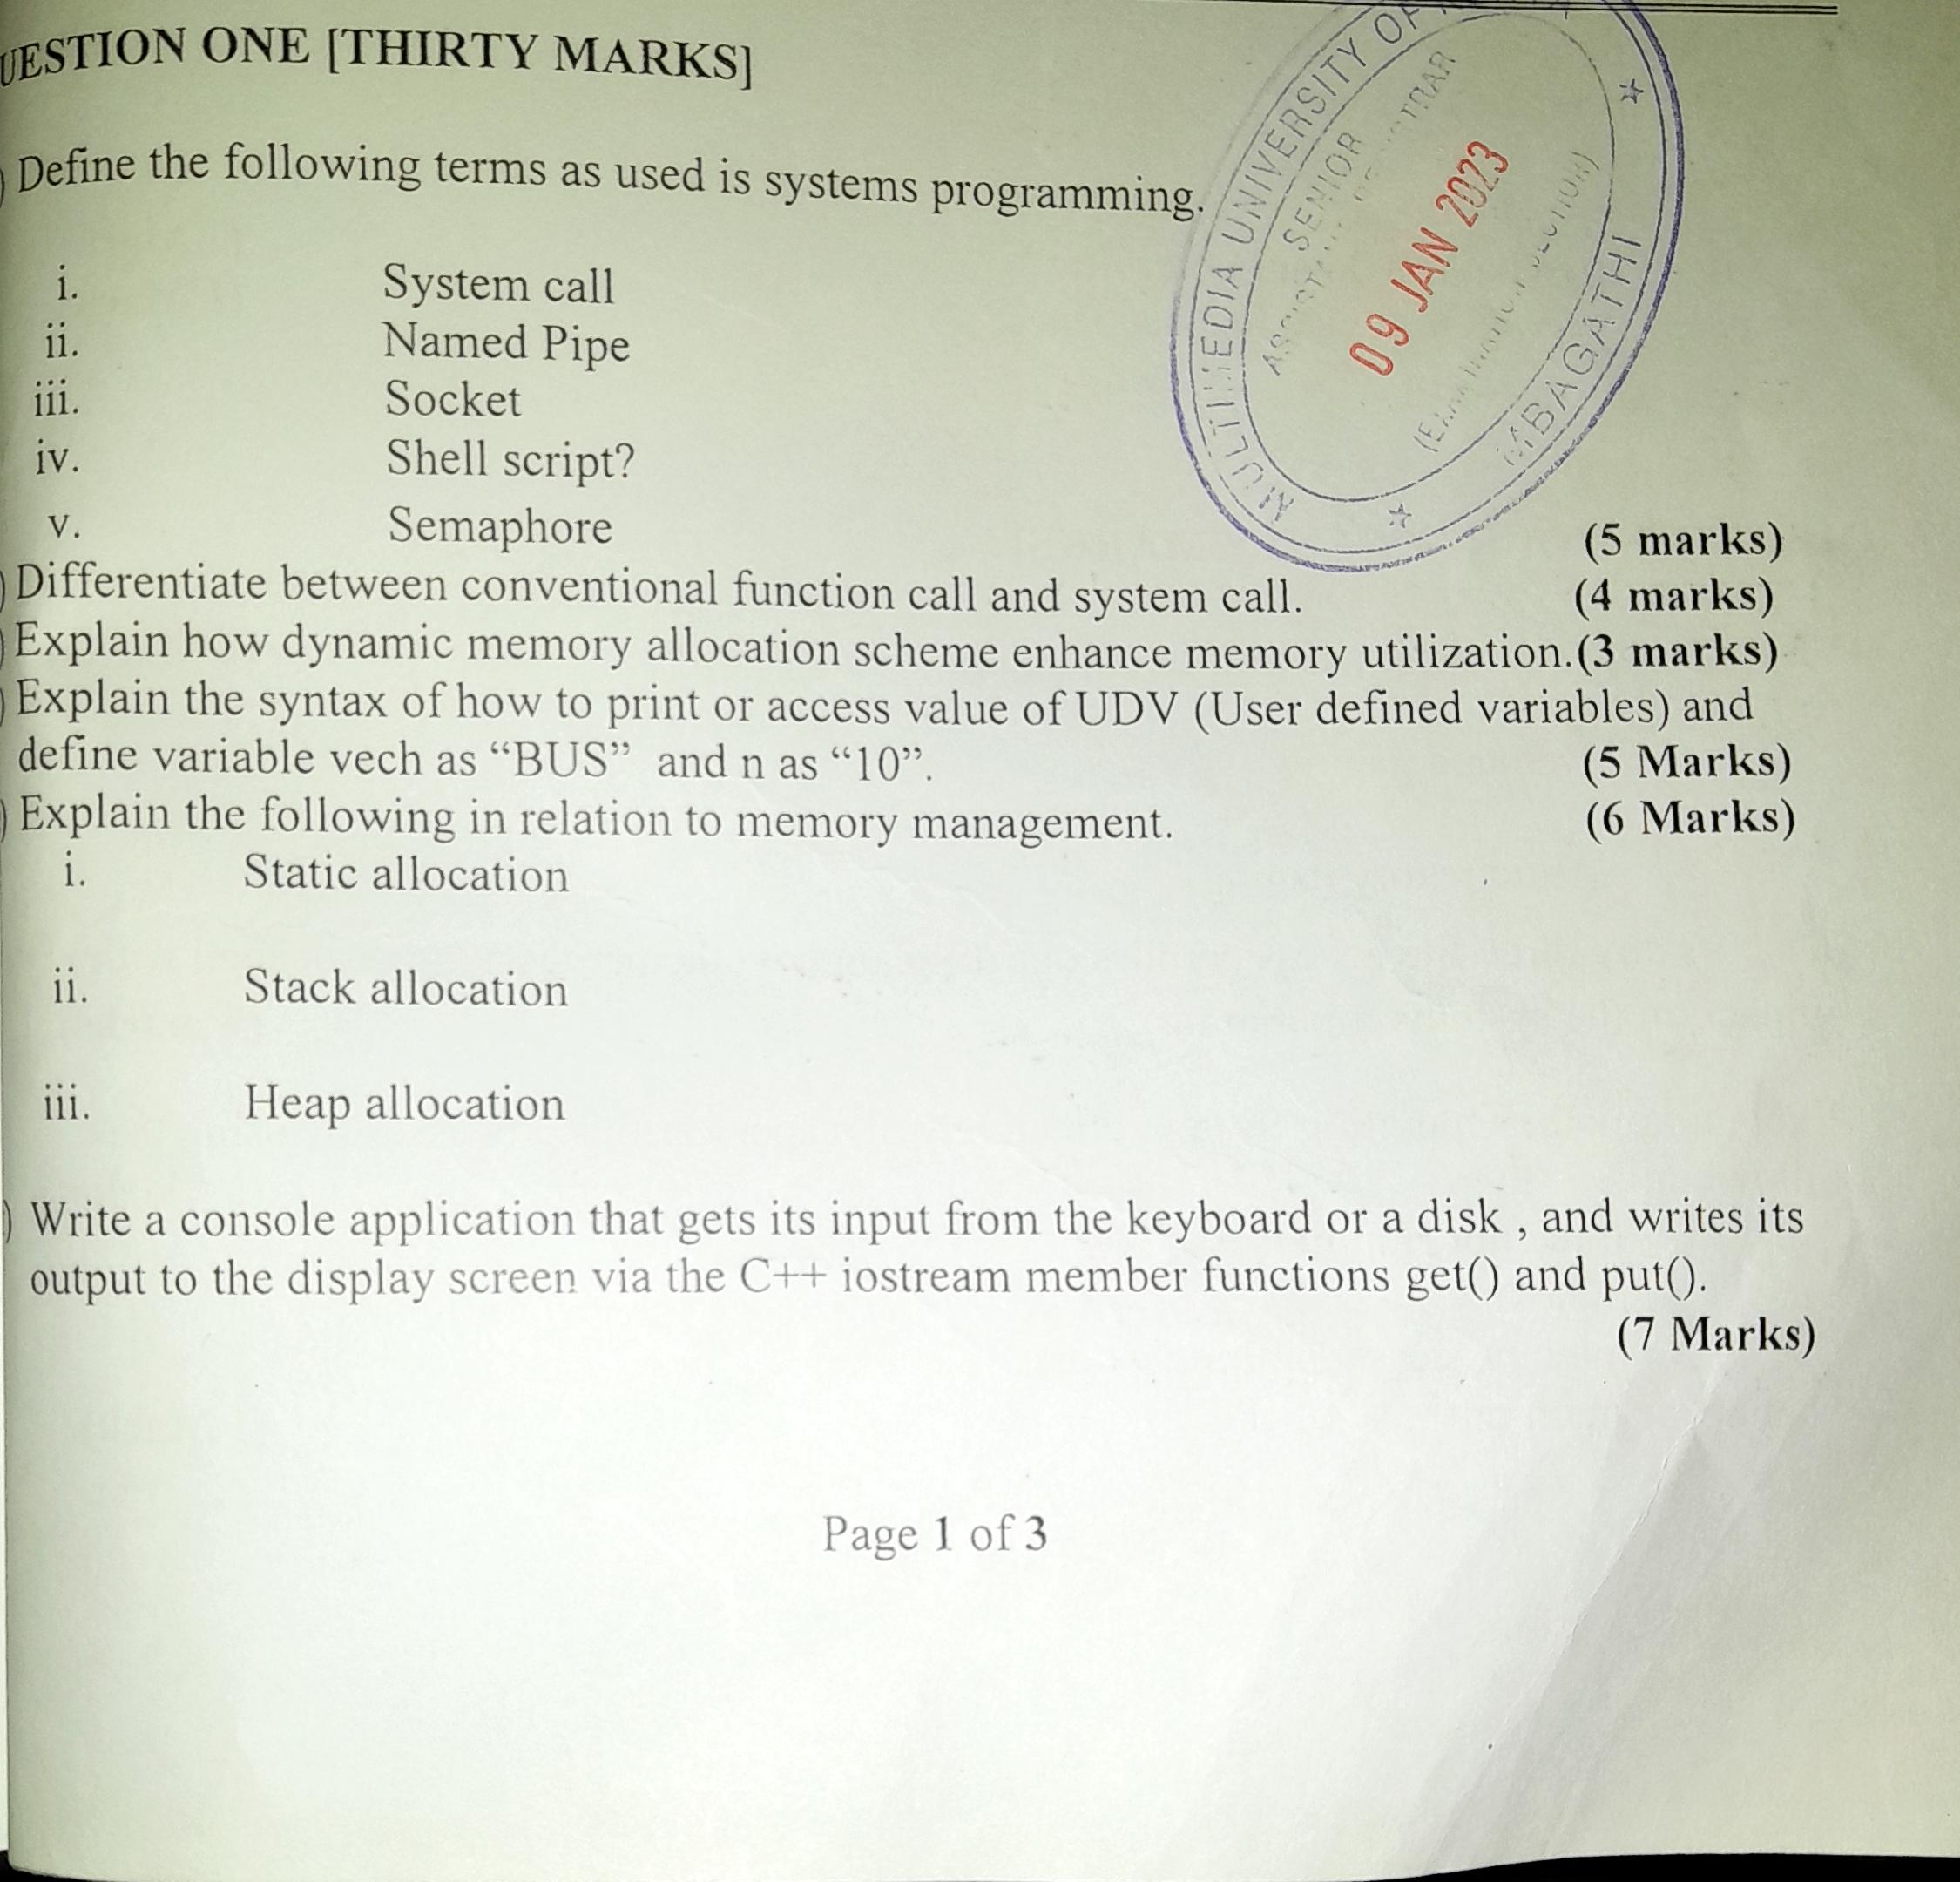 UESTION ONE [THIRTY MARKS]
) Define the following terms as used is systems programming.
i. System call
ii. Named Pipe
iii. Socket
iv. Shell script?
v. Semaphore (5 marks)
) Differentiate between conventional function call and system call. (4 marks)
) Explain how dynamic memory allocation scheme enhance memory utilization.(3 marks)
) Explain the syntax of how to print or access value of UDV (User defined variables) and
define variable vech as “BUS” and n as “10”. (5 Marks)
) Explain the following in relation to memory management. (6 Marks)
i. Static allocation
ii. Stack allocation
iii. Heap allocation
) Write a console application that gets its input from the keyboard or a disk , and writes its
output to the display screen via the C++ iostream member functions get() and put().
(7 Marks)
Page 1 of 3
MULTIMEDIA UNIVERSITY OF
SENIOR
09 JAN 2023
MBAGATHI